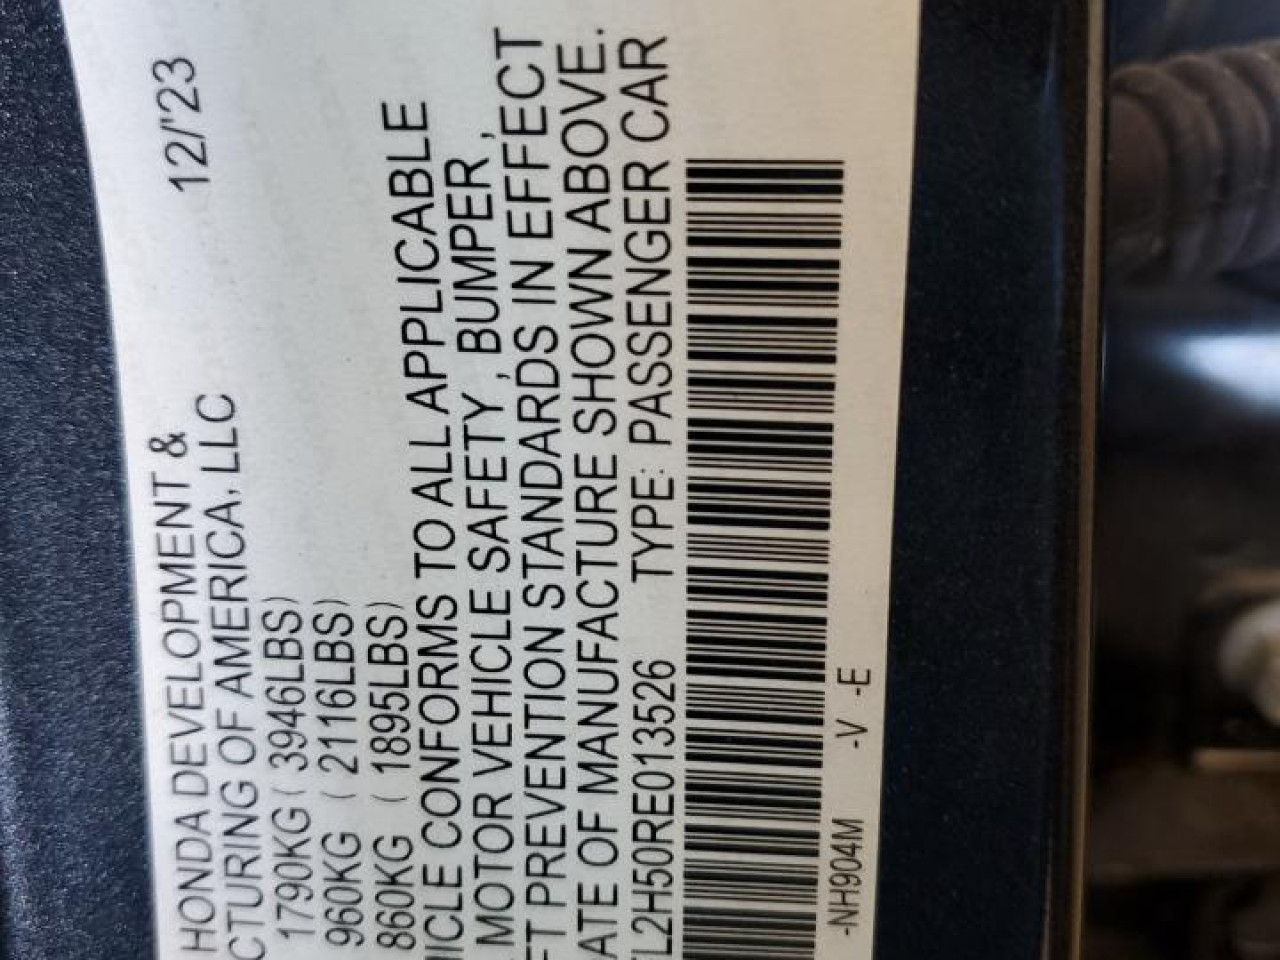 HONDA DEVELOPMENT &
CTURING OF AMERICA, LLC 12/'23
1790KG ( 3946LBS)
960KG ( 2116LBS)
860KG ( 1895LBS)
ICLE CONFORMS TO ALL APPLICABLE
MOTOR VEHICLE SAFETY , BUMPER ,
FT PREVENTION STANDARDS IN EFFECT
ATE OF MANUFACTURE SHOWN ABOVE.
L2H50RE013526 TYPE: PASSENGER CAR
-NH904M -V -E